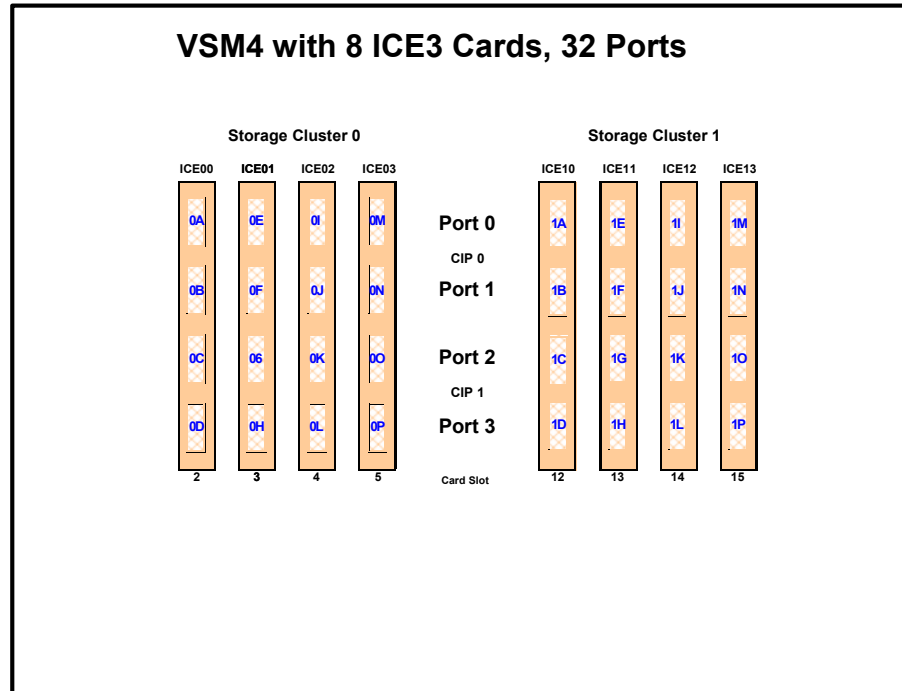 VSM4 with 8 ICE3 Cards, 32 Ports
Storage Cluster 0 Storage Cluster 1
ICE00 ICE01 ICE02 ICE03 ICE10 ICE11 ICE12 ICE13
0A 0E 0I 0M Port 0 1A 1E 1I 1M
CIP 0
0B 0F 0J 0N Port 1 1B 1F 1J 1N
0C 06 0K 0O Port 2 1C 1G 1K 1O
CIP 1
0D 0H 0L 0P Port 3 1D 1H 1L 1P
2 3 4 5 Card Slot 12 13 14 15